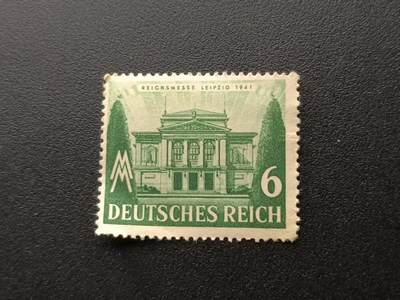 REICHSMESSE LEIPZIG 1941
MM 6
DEUTSCHES REICH